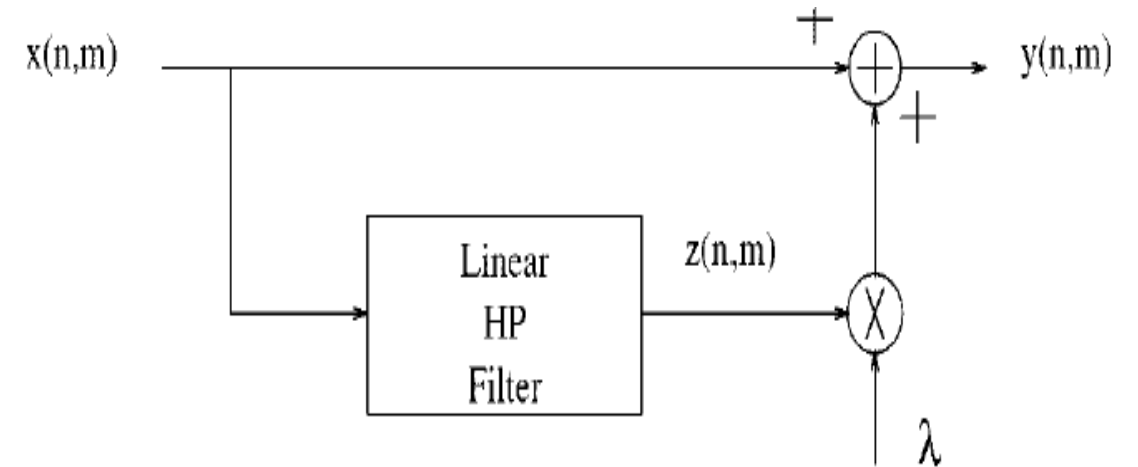 x(n,m)
+
+
y(n,m)
+
Linear
HP
Filter
z(n,m)
X
λ